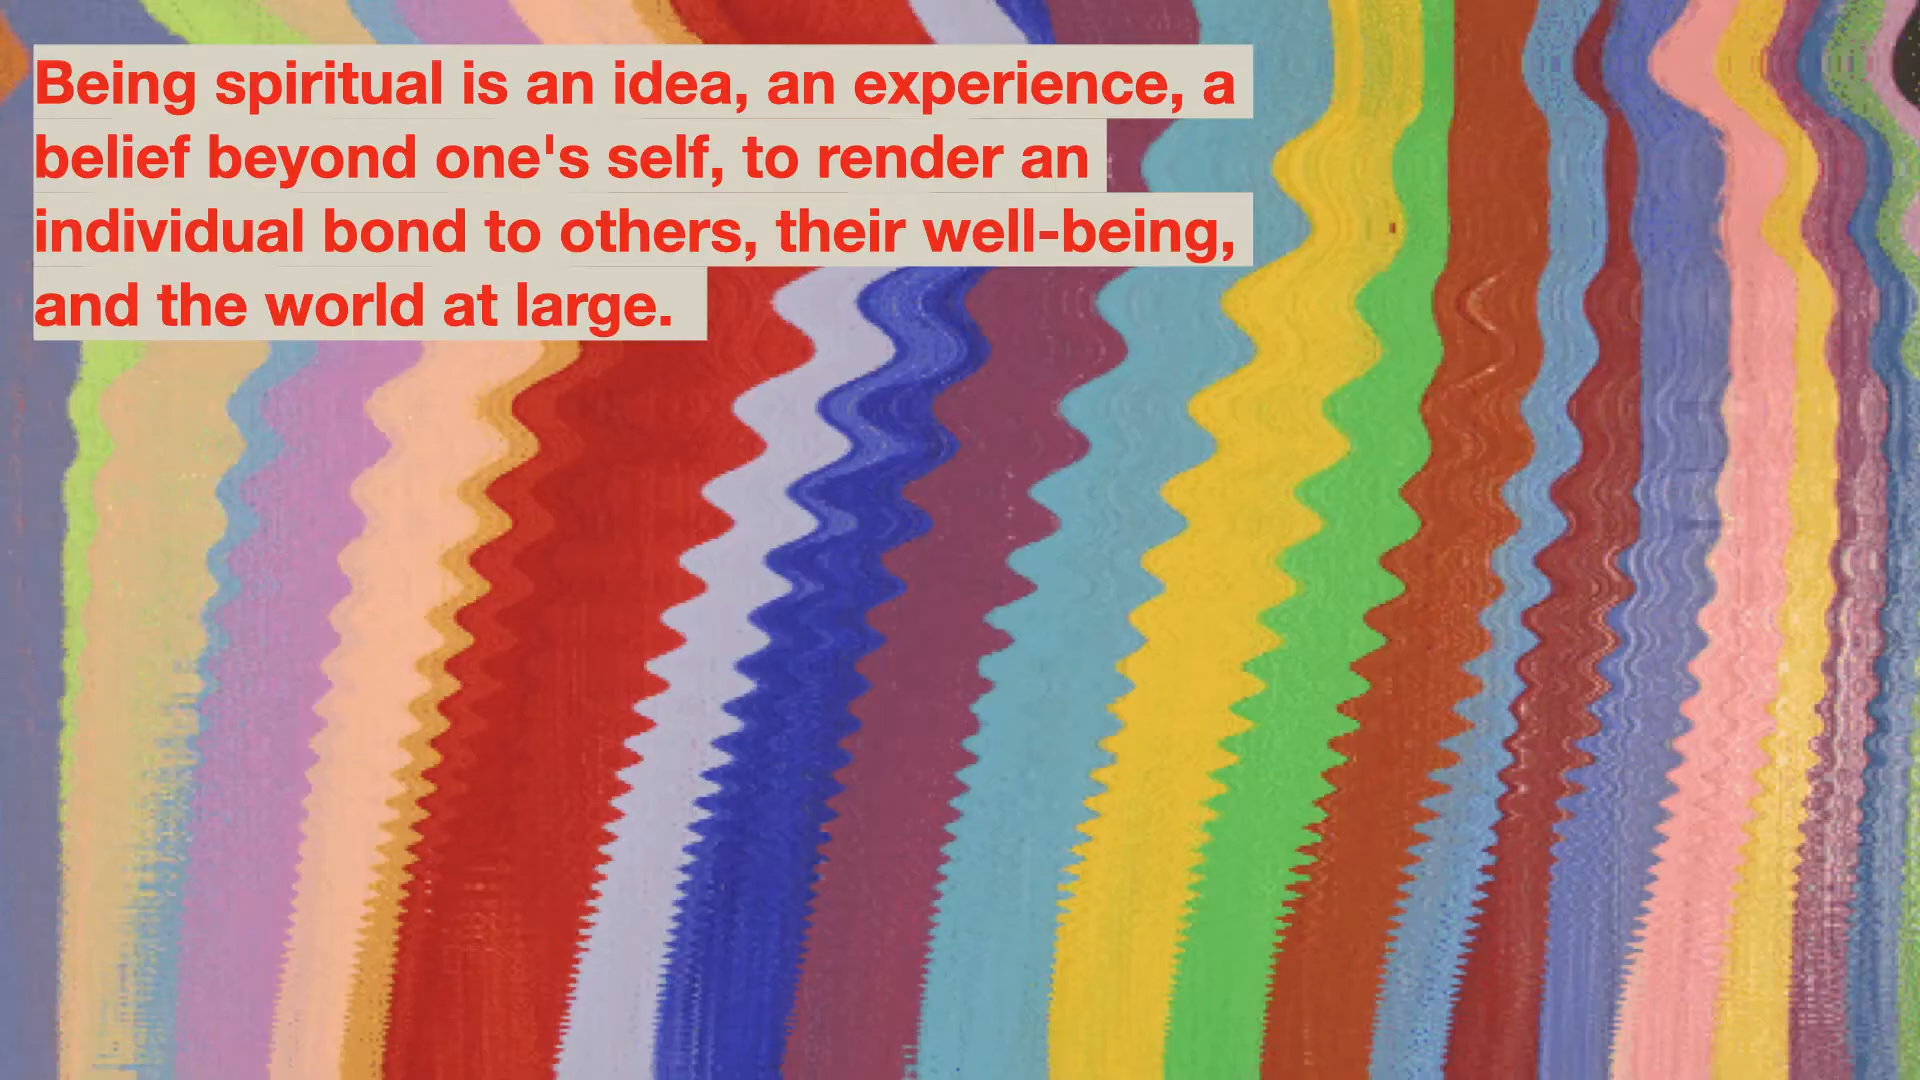 Being spiritual is an idea, an experience, a
belief beyond one's self, to render an
individual bond to others, their well-being,
and the world at large.